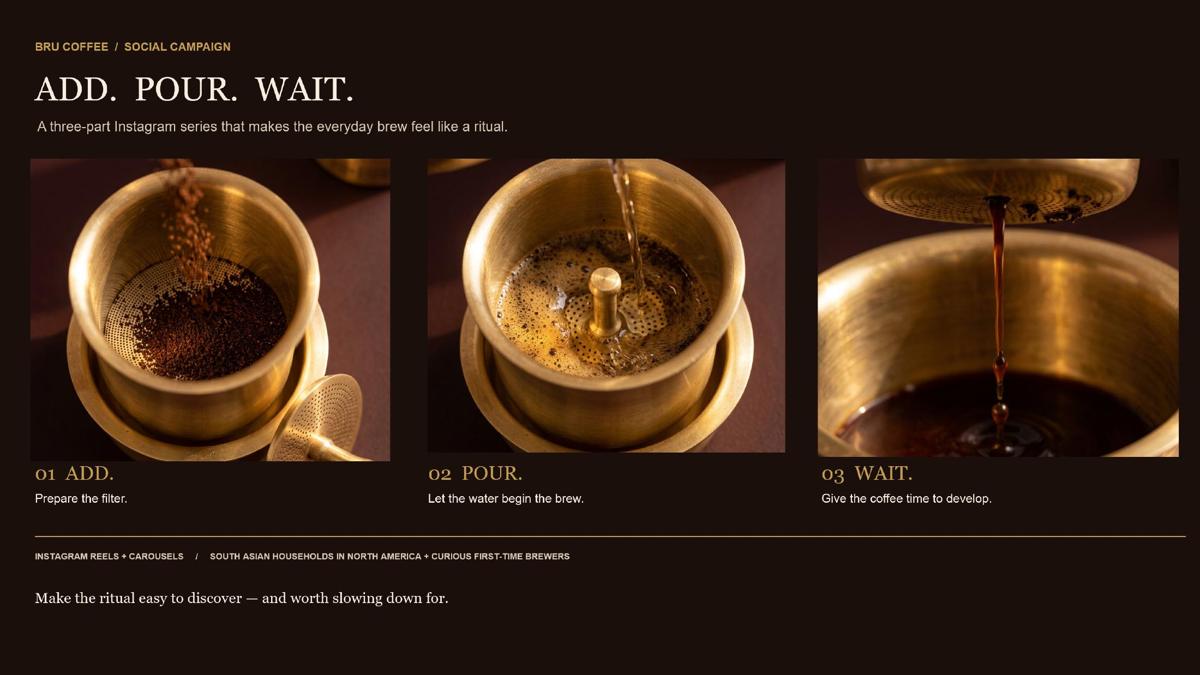 BRU COFFEE / SOCIAL CAMPAIGN
ADD. POUR. WAIT.
A three-part Instagram series that makes the everyday brew feel like a ritual.
01 ADD.
Prepare the filter.
02 POUR.
Let the water begin the brew.
03 WAIT.
Give the coffee time to develop.
INSTAGRAM REELS + CAROUSELS / SOUTH ASIAN HOUSEHOLDS IN NORTH AMERICA + CURIOUS FIRST-TIME BREWERS
Make the ritual easy to discover — and worth slowing down for.